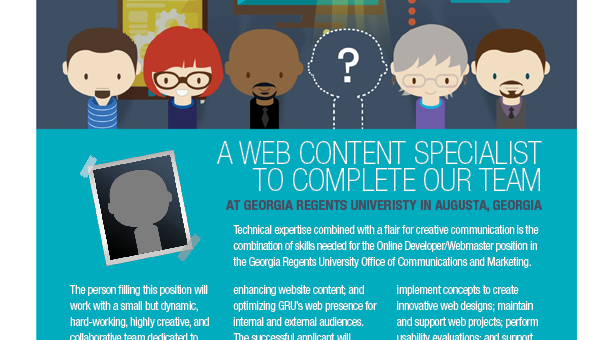 ?
A WEB CONTENT SPECIALIST
TO COMPLETE OUR TEAM
AT GEORGIA REGENTS UNIVERISTY IN AUGUSTA, GEORGIA
Technical expertise combined with a flair for creative communication is the
combination of skills needed for the Online Developer/Webmaster position in
the Georgia Regents University Office of Communications and Marketing.
The person filling this position will
work with a small but dynamic,
hard-working, highly creative, and
collaborative team dedicated to
enhancing website content; and
optimizing GRU's web presence for
internal and external audiences.
The successful applicant will
implement concepts to create
innovative web designs; maintain
and support web projects; perform
usability evaluations; and support